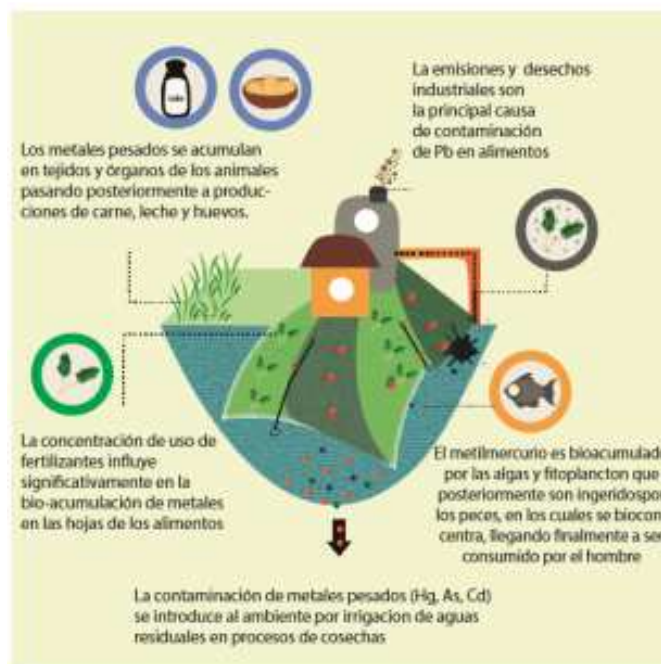 Los metales pesados se acumulan
en tejidos y órganos de los animales
pasando posteriormente a produc-
ciones de carne, leche y huevos.
La emisiones y desechos
industriales son
la principal causa
de contaminación
de Pb en alimentos
La concentración de uso de
fertilizantes influye
significativamente en la
bio-acumulación de metales
en las hojas de los alimentos
El metilmercurio es bioacumulado
por las algas y fitoplancton que
posteriormente son ingeridospor
los peces, en los cuales se biocon
centra, llegando finalmente a ser
consumido por el hombre
La contaminación de metales pesados (Hg, As, Cd)
se introduce al ambiente por irrigacion de aguas
residuales en procesos de cosechas